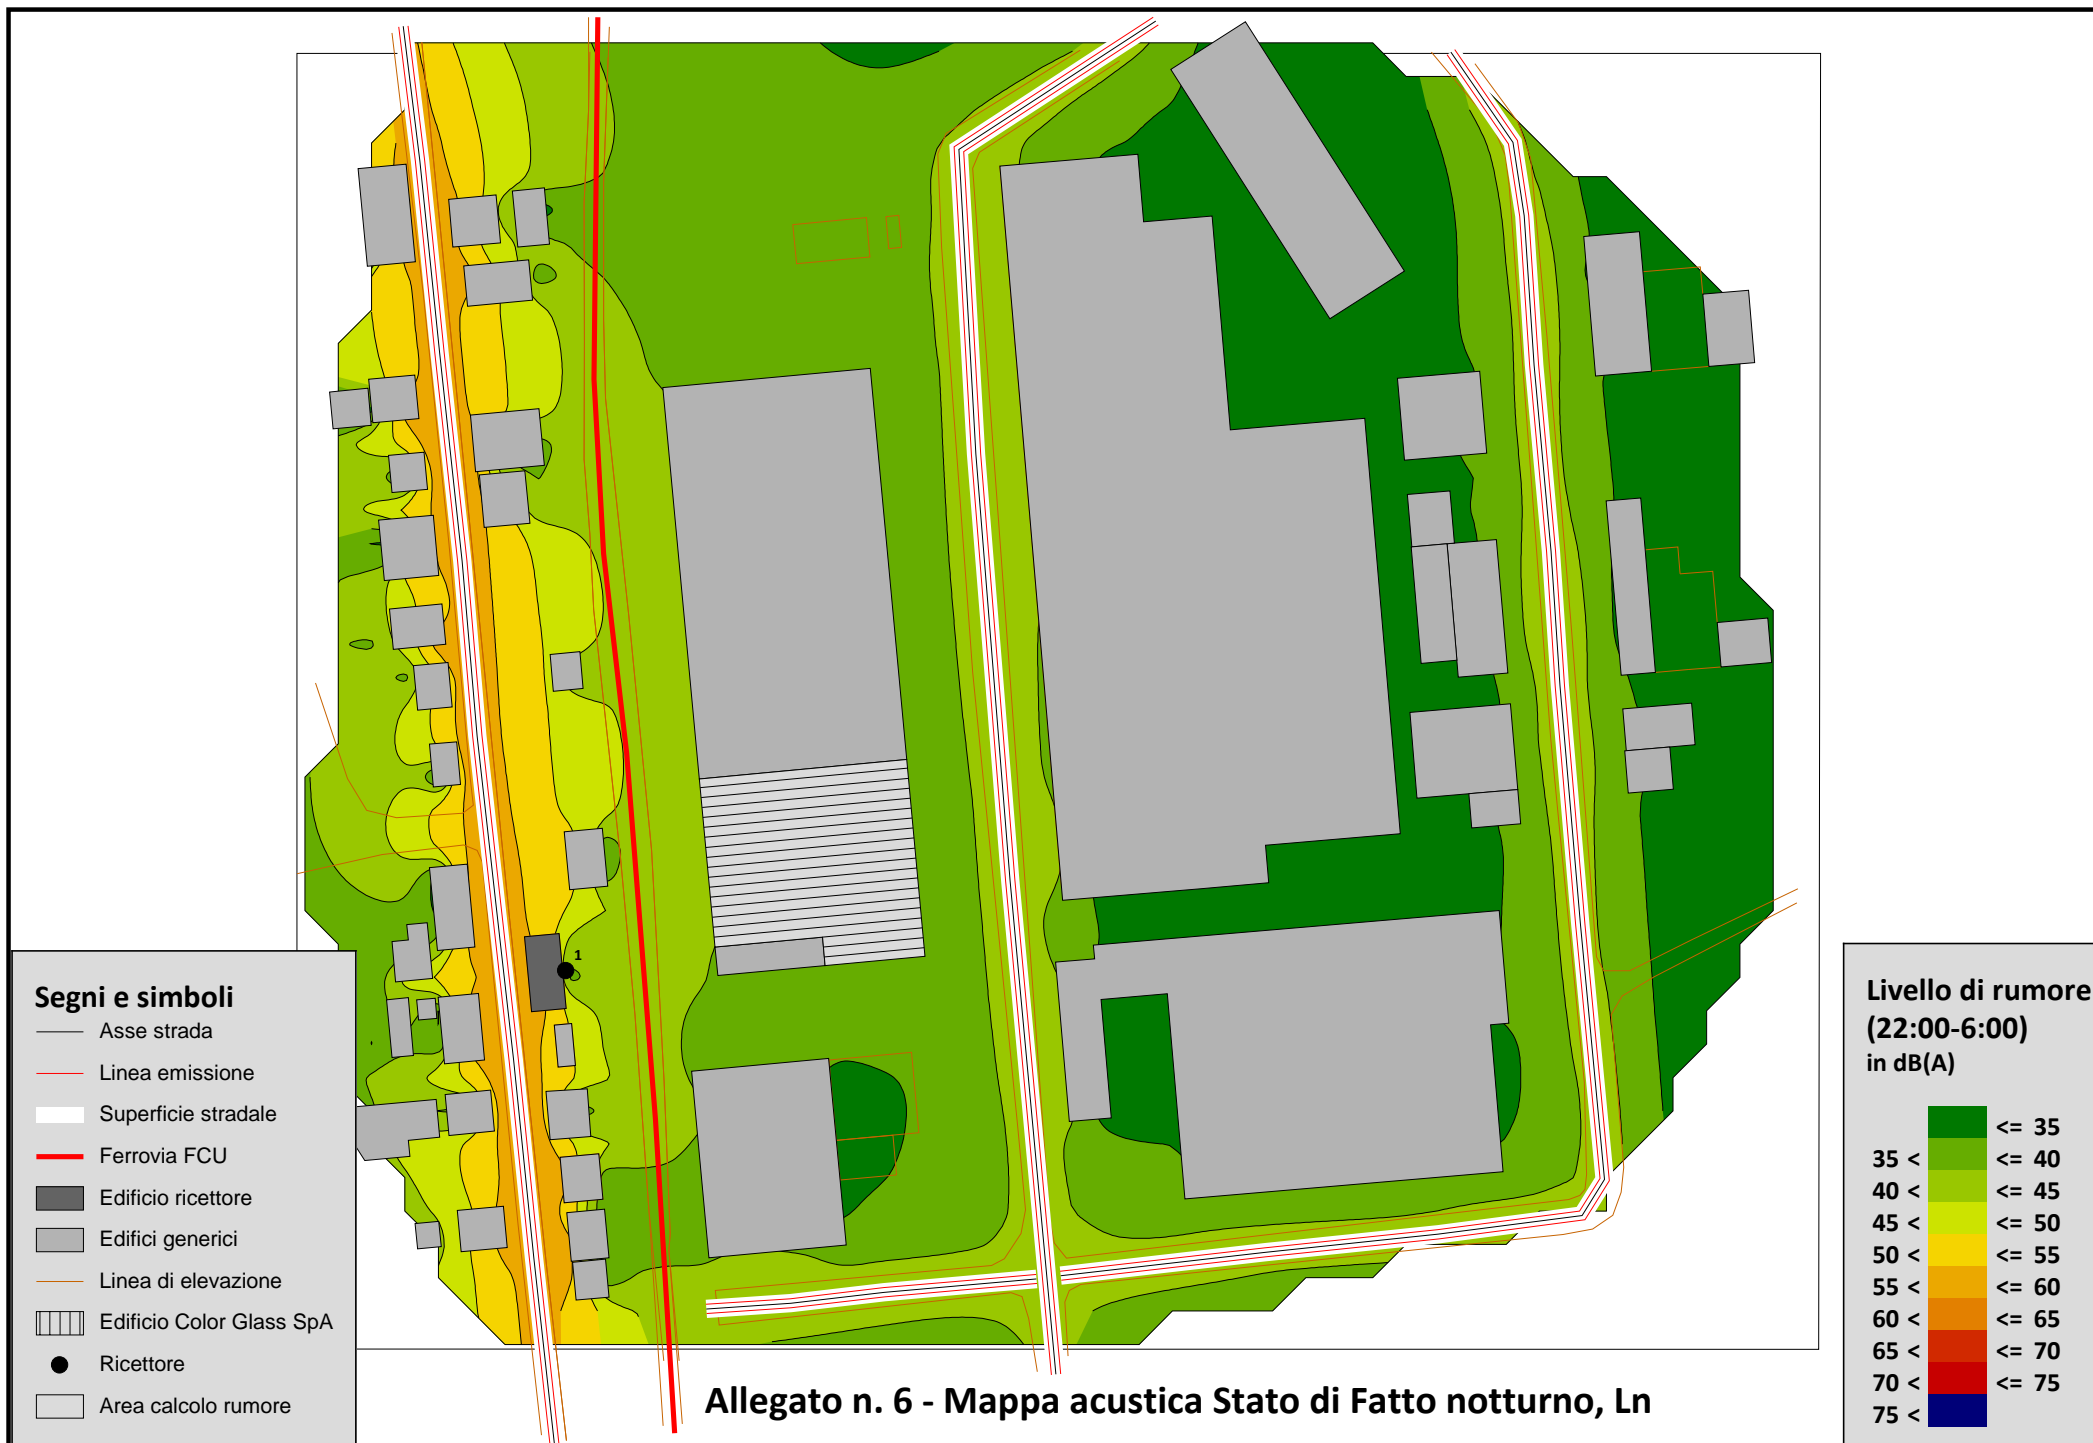 1
Segni e simboli
Asse strada
Linea emissione
Superficie stradale
Ferrovia FCU
Edificio ricettore
Edifici generici
Linea di elevazione
Edificio Color Glass SpA
Ricettore
Area calcolo rumore
Allegato n. 6 - Mappa acustica Stato di Fatto notturno, Ln
Livello di rumore
(22:00-6:00)
in dB(A)
<= 35
35 < <= 40
40 < <= 45
45 < <= 50
50 < <= 55
55 < <= 60
60 < <= 65
65 < <= 70
70 < <= 75
75 <